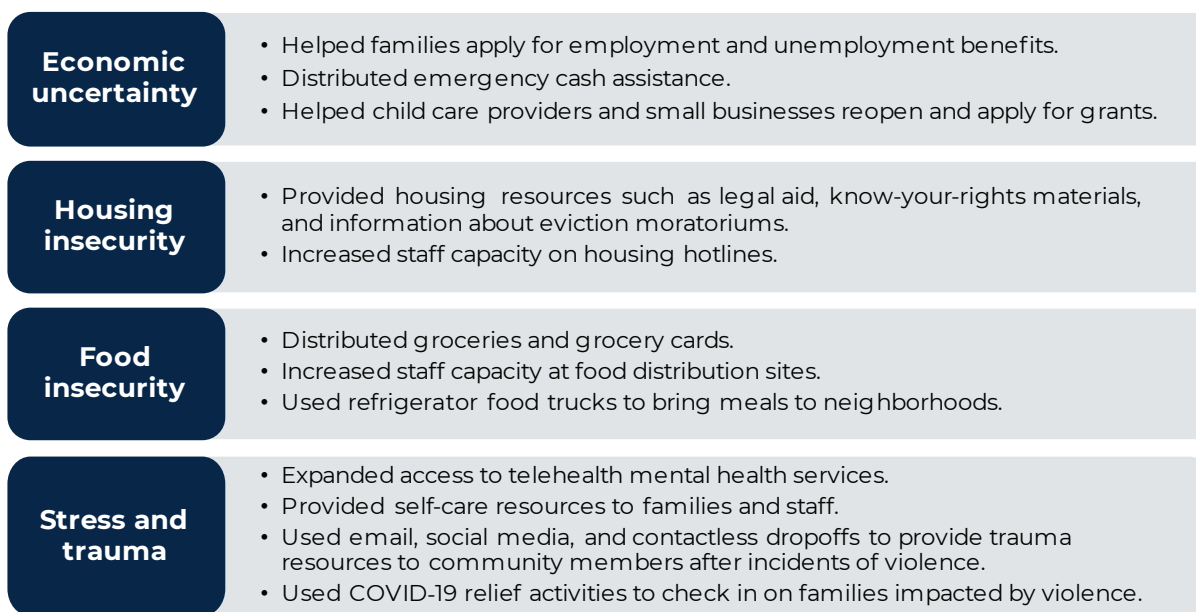 Economic
uncertainty
• Helped families apply for employment and unemployment benefits.
• Distributed emergency cash assistance.
• Helped child care providers and small businesses reopen and apply for grants.
Housing
insecurity
• Provided housing resources such as legal aid, know-your-rights materials,
and information about eviction moratoriums.
• Increased staff capacity on housing hotlines.
Food
insecurity
• Distributed groceries and grocery cards.
• Increased staff capacity at food distribution sites.
• Used refrigerator food trucks to bring meals to neighborhoods.
Stress and
trauma
• Expanded access to telehealth mental health services.
• Provided self-care resources to families and staff.
• Used email, social media, and contactless dropoffs to provide trauma
resources to community members after incidents of violence.
• Used COVID-19 relief activities to check in on families impacted by violence.